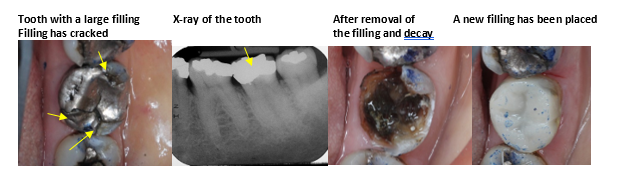 Tooth with a large filling
Filling has cracked
X-ray of the tooth
After removal of
the filling and decay
A new filling has been placed